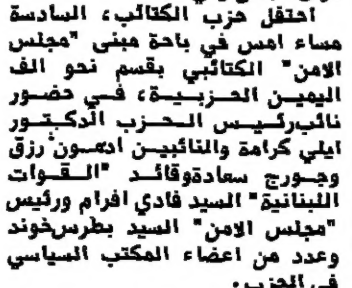 احتفل حزب الكتائب، السادسة
مساء امس في باحة مبنى "مجلس
الامن" الكتائبي بقسم نحو الف
اليمين الحزبية، في حضور
نائب رئيس الحزب الدكتور
ايلي كرامة والنائبين ادمون رزق
وجورج سعادة وقائد "القوات
اللبنانية" السيد فادي افرام ورئيس
"مجلس الامن" السيد بطرس خوند
وعدد من اعضاء المكتب السياسي
في الحزب.